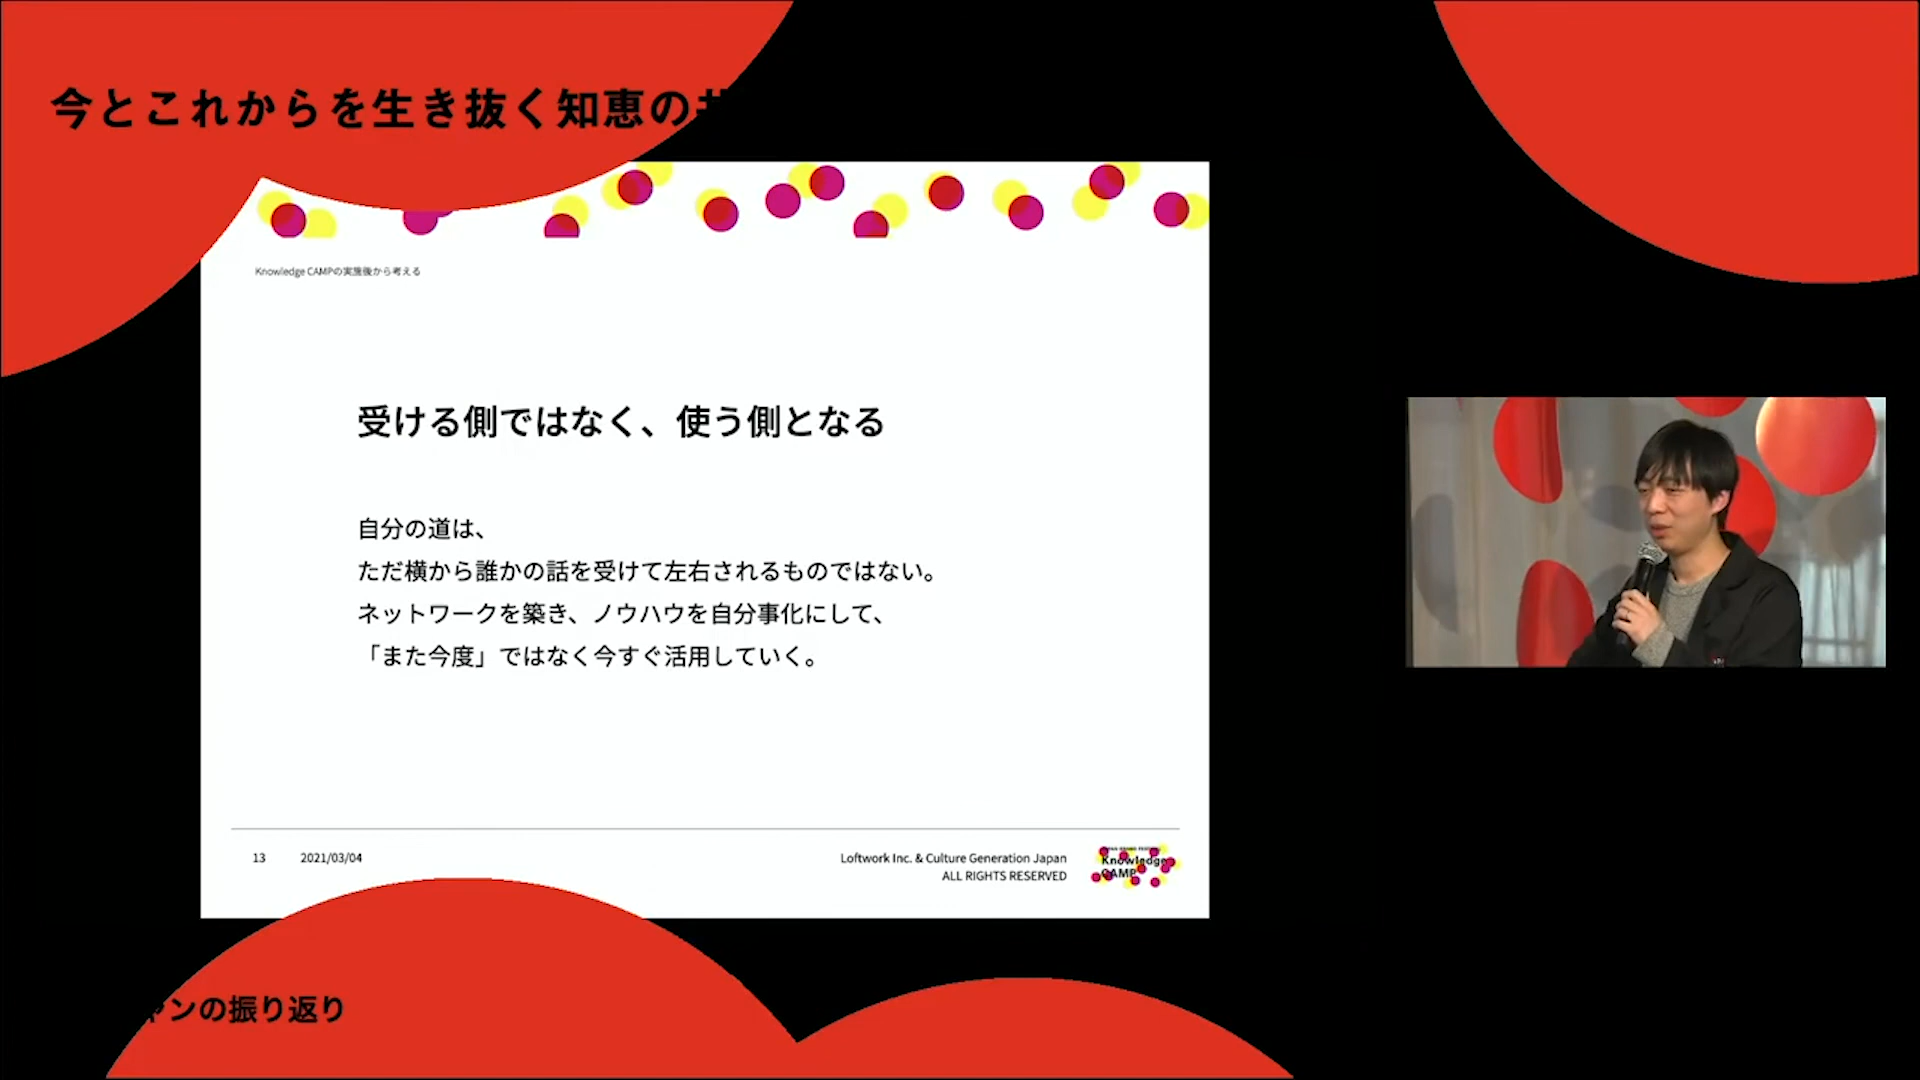 今とこれからを生き抜く知恵の
Knowledge CAMPの実施後から考える
受ける側ではなく、使う側となる
自分の道は、
ただ横から誰かの話を受けて左右されるものではない。
ネットワークを築き、ノウハウを自分事化にして、
「また今度」ではなく今すぐ活用していく。
13 2021/03/04
Loftwork Inc. & Culture Generation Japan
ALL RIGHTS RESERVED
Knowledge
CAMP
ンの振り返り